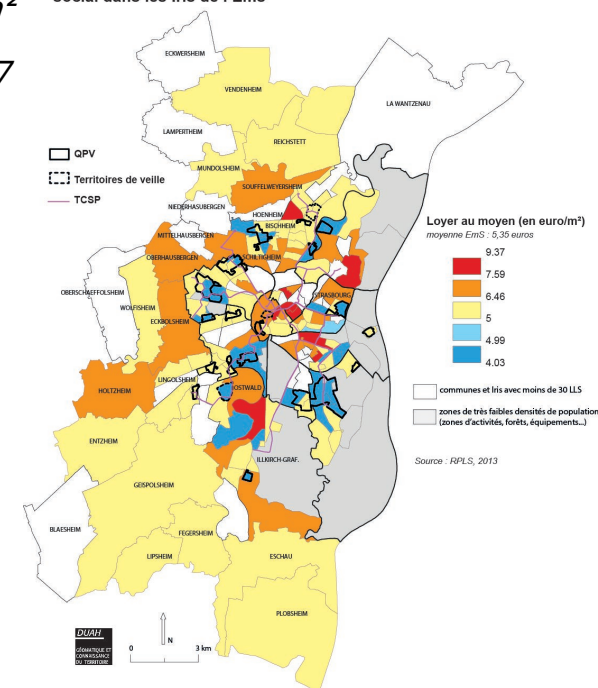 social dans les Iris de l'Ems
2
ECKWERSHEIM
VENDENHEIM
LA WANTZENAU
LAMPERTHEIM
REICHSTETT
QPV
Territoires de veille
TCSP
MUNDOLSHEIM
SOUFFELWEYERSHEIM
NIEDERHAUSBERGEN
HOENHEIM
BISCHHEIM
MITTELHAUSBERGEN
OBERHAUSBERGEN
SCHILTIGHEIM
OBERSCHAEFFOLSHEIM
WOLFISHEIM
STRASBOURG
ECKBOLSHEIM
HOLTZHEIM
LINGOLSHEIM
OSTWALD
ENTZHEIM
ILLKIRCH-GRAF.
GEISPOLSHEIM
BLAESHEIM
FEGERSHEIM
LIPSHEIM
ESCHAU
PLOBSHEIM
Loyer au moyen (en euro/m²)
moyenne EmS : 5,35 euros
9.37
7.59
6.46
5
4.99
4.03
communes et Iris avec moins de 30 LLS
zones de très faibles densités de population
(zones d'activités, forêts, équipements...)
Source : RPLS, 2013
DUAH
GÉOMATIQUE ET
CONNAISSANCE
DU TERRITOIRE
N
0 3 km